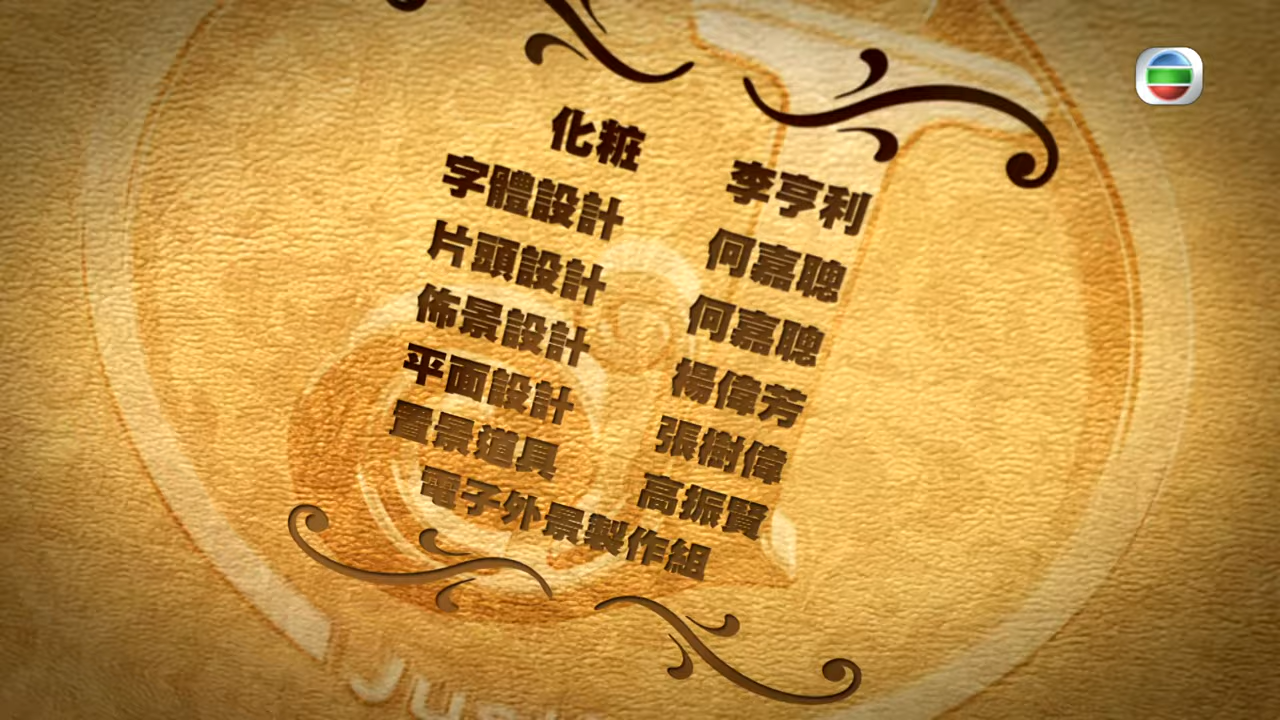 化粧 李亨利
字體設計 何嘉聰
片頭設計 何嘉聰
佈景設計 楊偉芳
平面設計 張樹偉
置景道具 高振賢
電子外景製作組